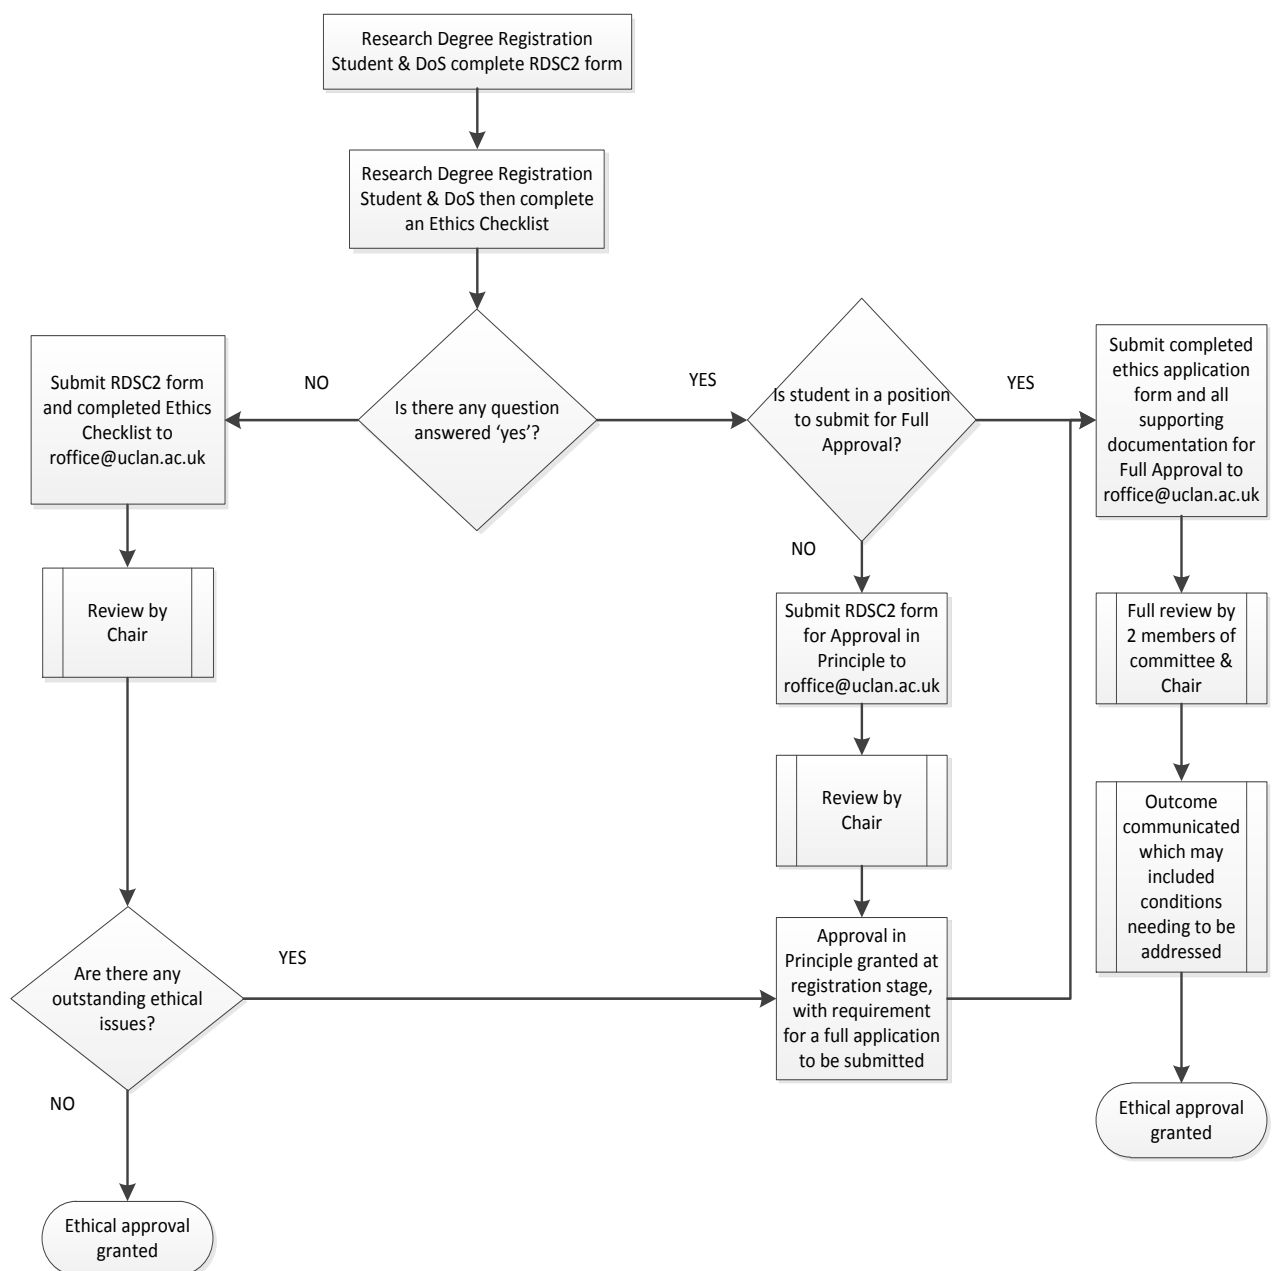 Research Degree Registration
Student & DoS complete RDSC2 form
Research Degree Registration
Student & DoS then complete
an Ethics Checklist
Is there any question
answered ‘yes’?
NO
YES
Submit RDSC2 form
and completed Ethics
Checklist to
roffice@uclan.ac.uk
Review by
Chair
Are there any
outstanding ethical
issues?
YES
NO
Ethical approval
granted
Is student in a position
to submit for Full
Approval?
YES
NO
Submit RDSC2 form
for Approval in
Principle to
roffice@uclan.ac.uk
Review by
Chair
Approval in
Principle granted at
registration stage,
with requirement
for a full application
to be submitted
Submit completed
ethics application
form and all
supporting
documentation for
Full Approval to
roffice@uclan.ac.uk
Full review by
2 members of
committee &
Chair
Outcome
communicated
which may
included
conditions
needing to be
addressed
Ethical approval
granted